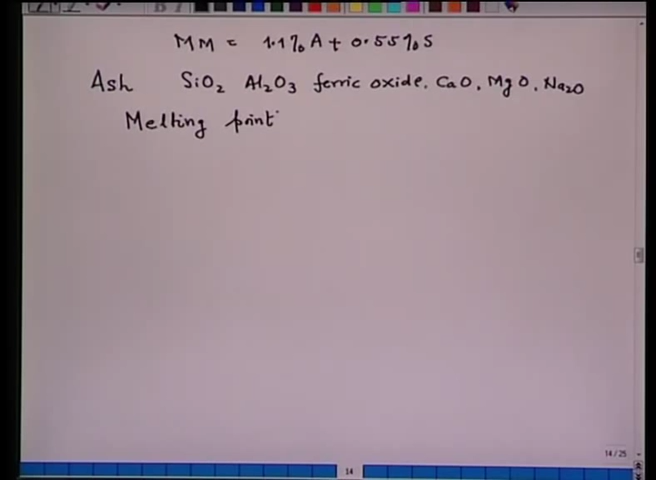 MM = 1.1% A + 0.55% S
Ash SiO2 Al2O3 ferric oxide, CaO, MgO, Na2O
Melting point
14/25
14